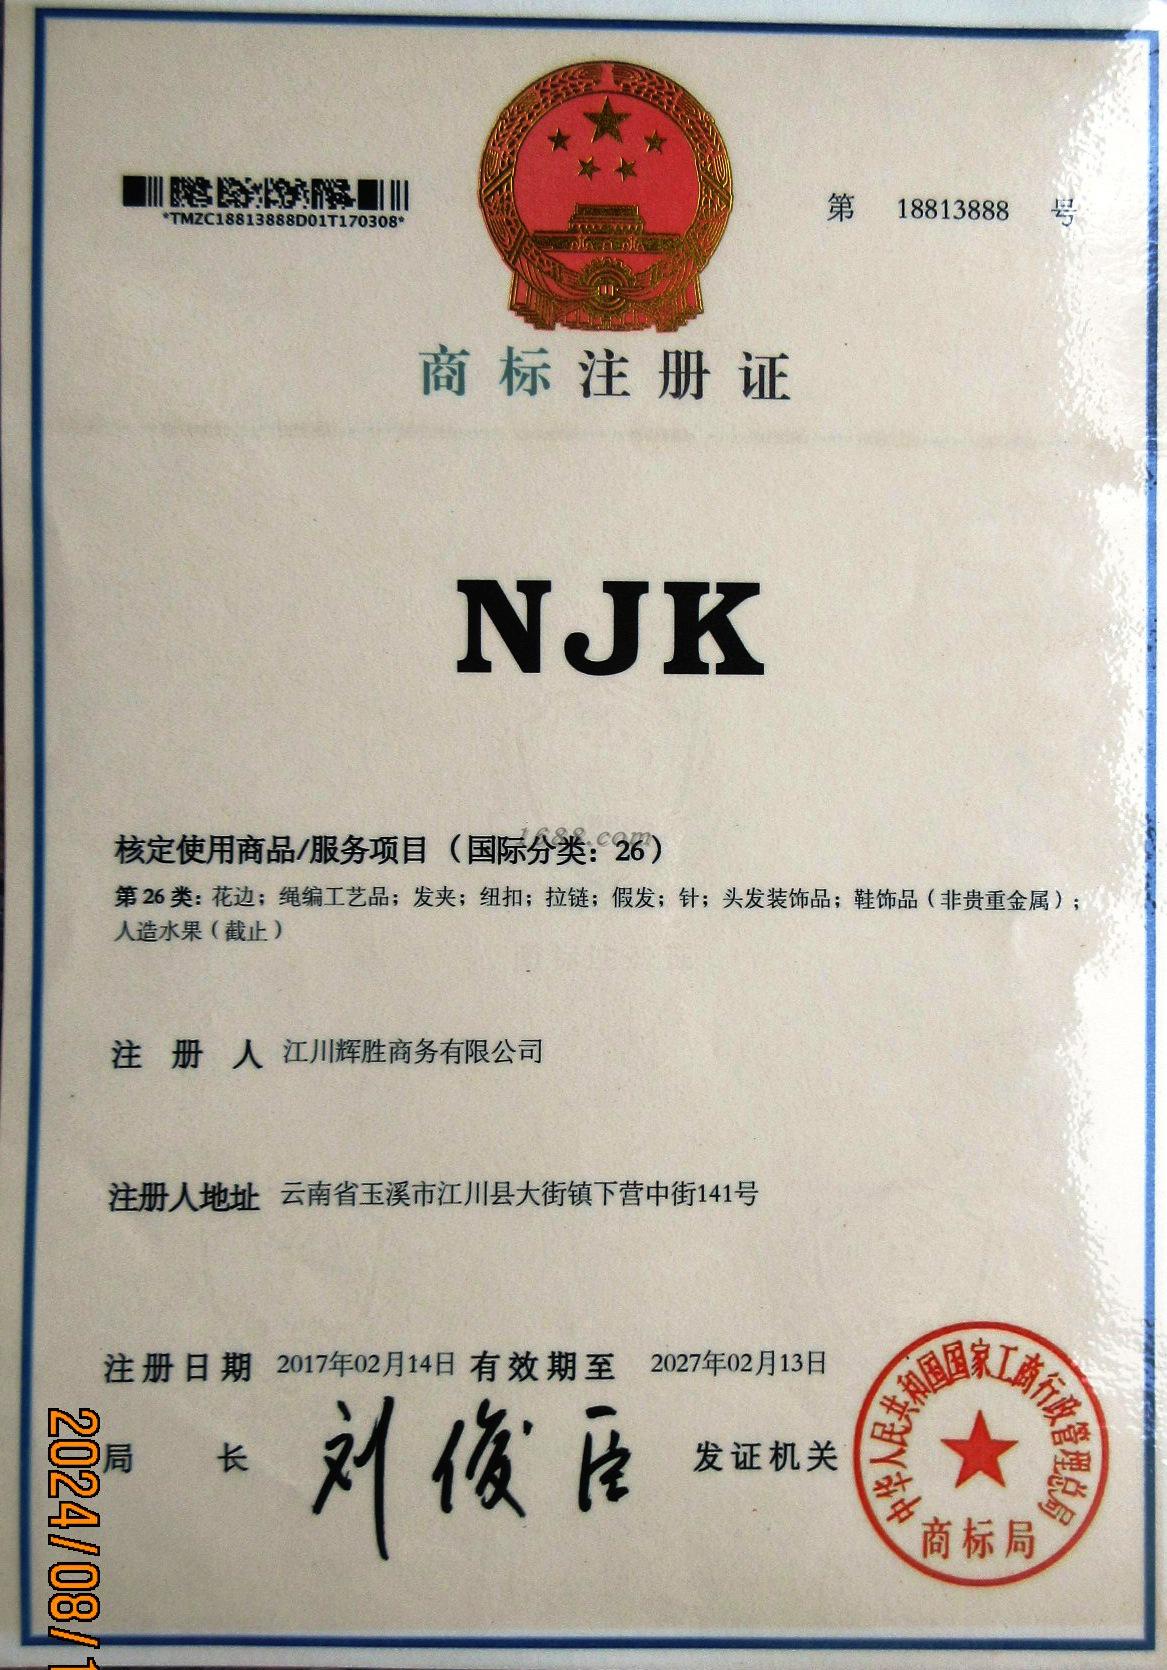 *TMZC18813888D01T170308*
第 18813888 号
商标注册证
NJK
1688.com
核定使用商品/服务项目（国际分类：26）
第26类：花边；绳编工艺品；发夹；纽扣；拉链；假发；针；头发装饰品；鞋饰品（非贵重金属）；
人造水果（截止）
注册人 江川辉胜商务有限公司
注册人地址 云南省玉溪市江川县大街镇下营中街141号
注册日期 2017年02月14日 有效期至 2027年02月13日
局长 刘俊臣 发证机关
中华人民共和国国家工商行政管理总局
商标局
2024/08/1